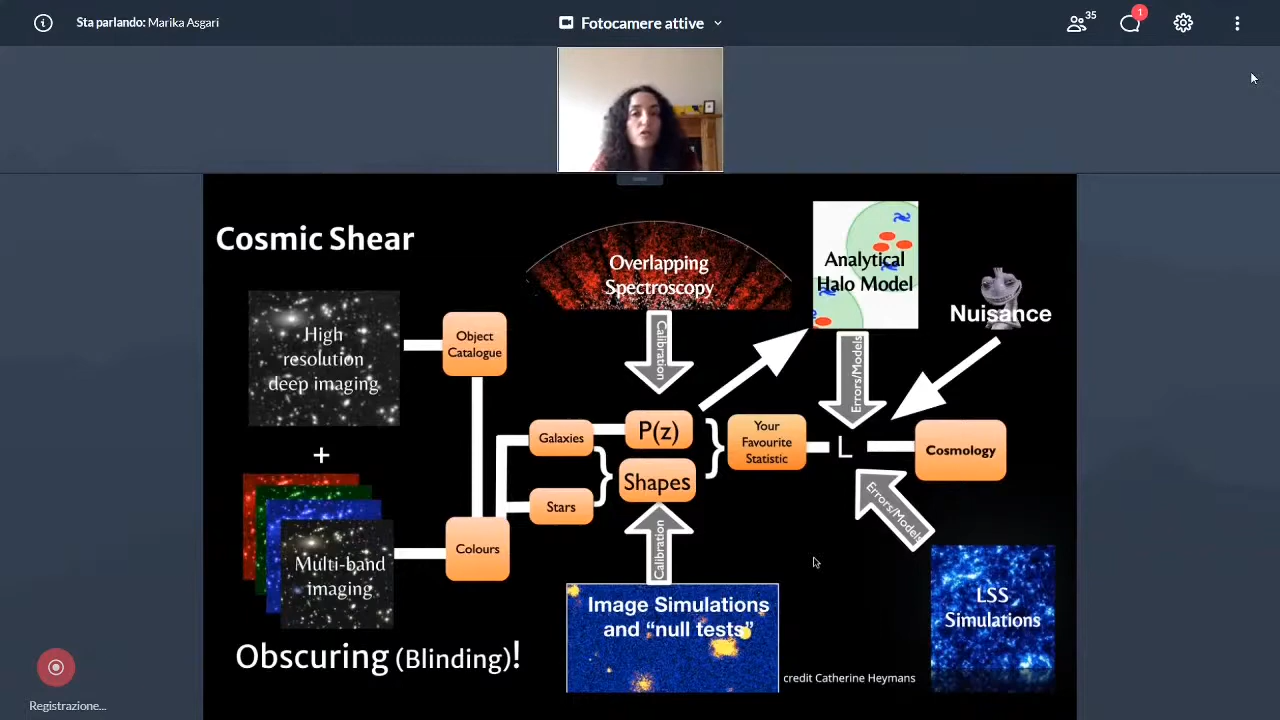 Sta parlando: Marika Asgari
Fotocamere attive
35
1
Cosmic Shear
High
resolution
deep imaging
+
Multi-band
imaging
Obscuring (Blinding)!
Object
Catalogue
Colours
Galaxies
Stars
Overlapping
Spectroscopy
Calibration
P(z)
Shapes
Calibration
Image Simulations
and “null tests”
Your
Favourite
Statistic
Analytical
Halo Model
Errors/Models
L
Nuisance
Cosmology
Errors/Models
LSS
Simulations
credit Catherine Heymans
Registrazione...